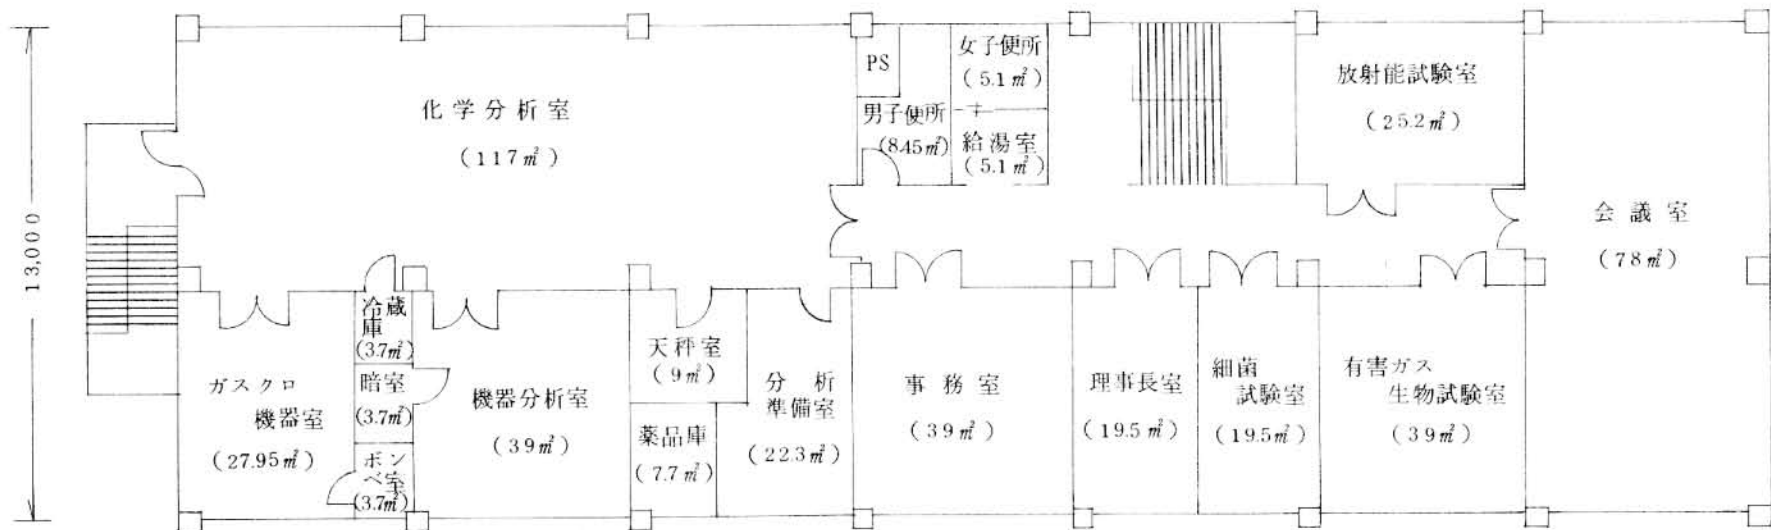 13,000
化学分析室
(117㎡)
PS
男子便所
(8.45㎡)
女子便所
(5.1㎡)
給湯室
(5.1㎡)
放射能試験室
(25.2㎡)
会議室
(78㎡)
ガスクロ
機器室
(27.95㎡)
冷蔵
庫
(3.7㎡)
暗室
(3.7㎡)
ボン
ベ室
(3.7㎡)
機器分析室
(39㎡)
天秤室
(9㎡)
薬品庫
(7.7㎡)
分析
準備室
(22.3㎡)
事務室
(39㎡)
理事長室
(19.5㎡)
細菌
試験室
(19.5㎡)
有害ガス
生物試験室
(39㎡)